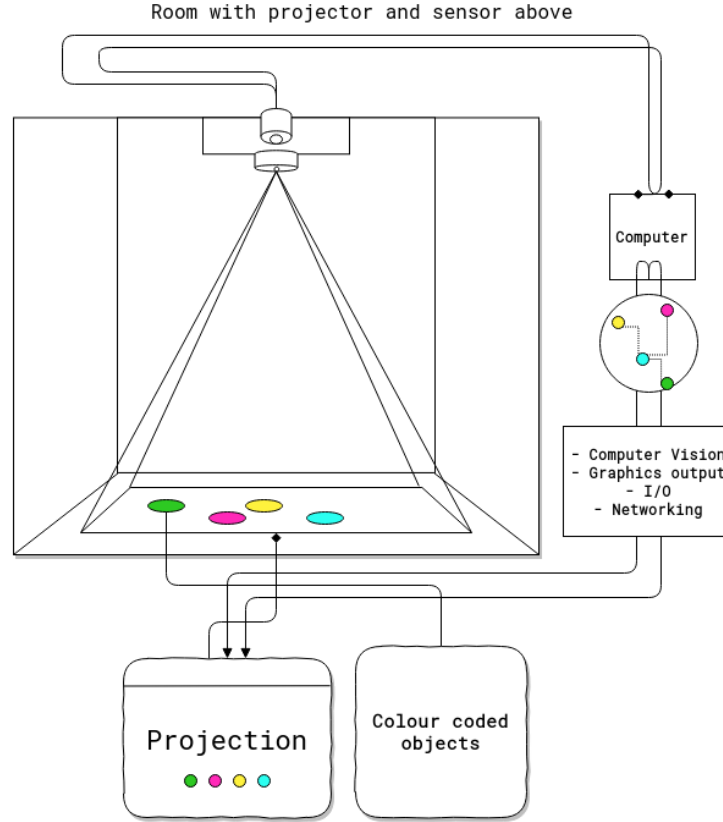 Room with projector and sensor above
Computer
- Computer Vision
- Graphics output
- I/O
- Networking
Projection
Colour coded
objects